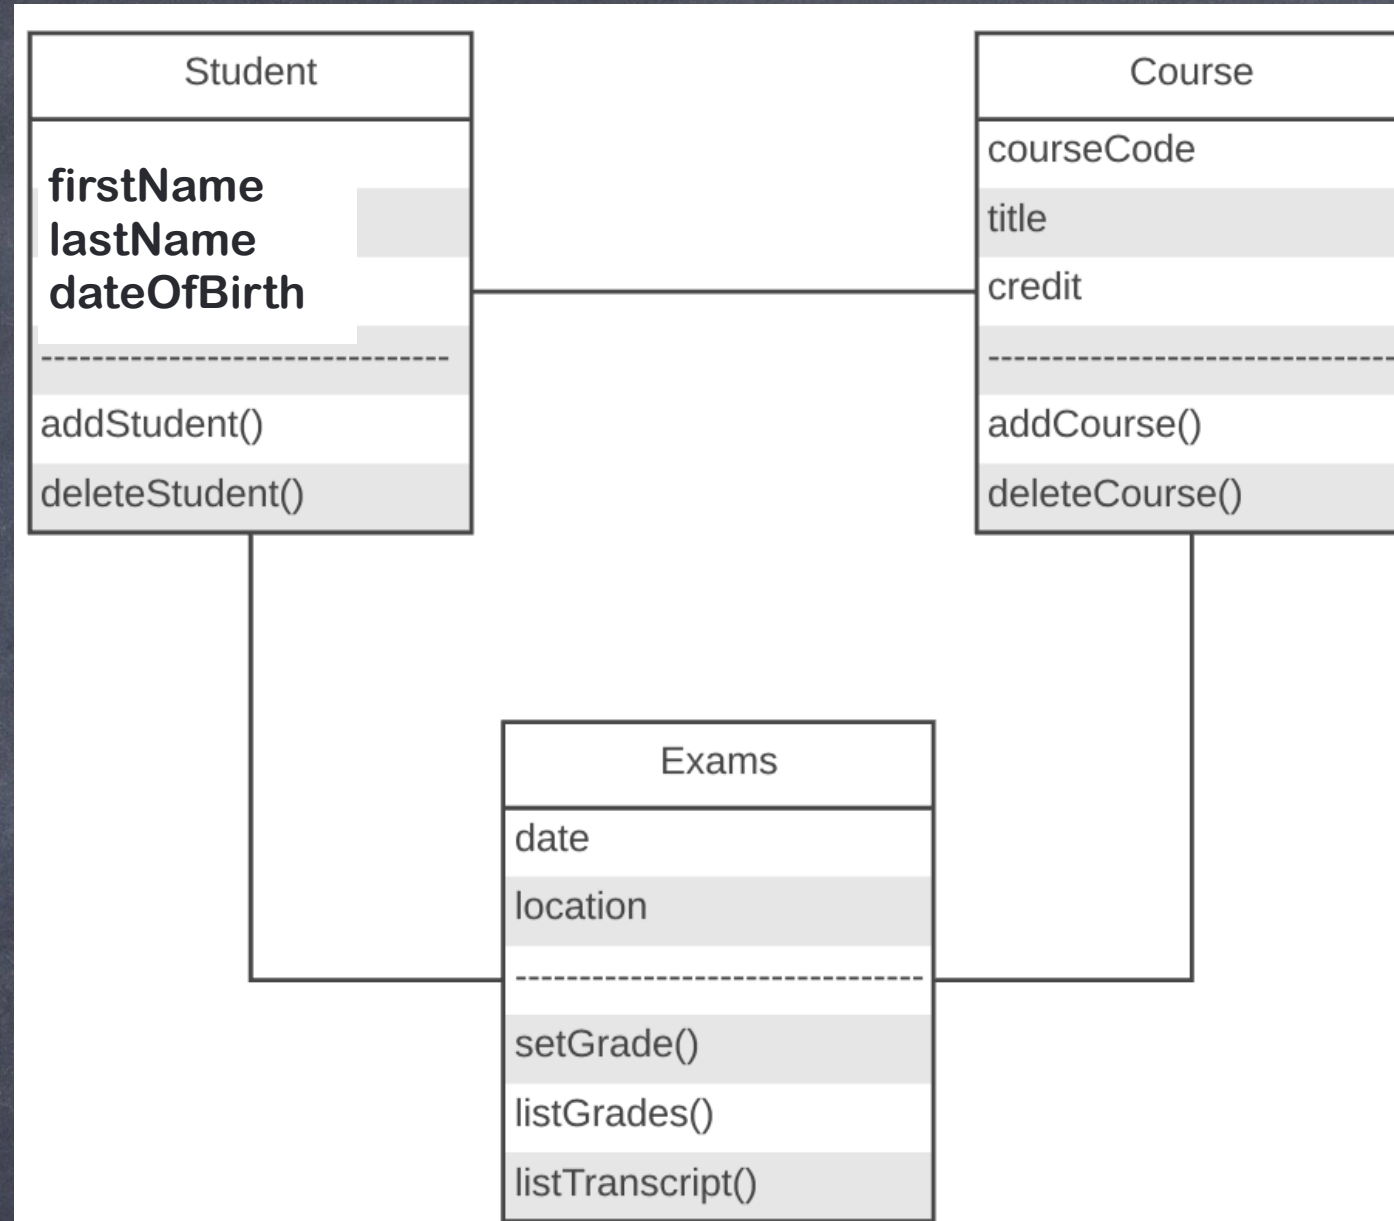 Student
firstName
lastName
dateOfBirth
--------------------------------
addStudent()
deleteStudent()
Course
courseCode
title
credit
--------------------------------
addCourse()
deleteCourse()
Exams
date
location
--------------------------------
setGrade()
listGrades()
listTranscript()